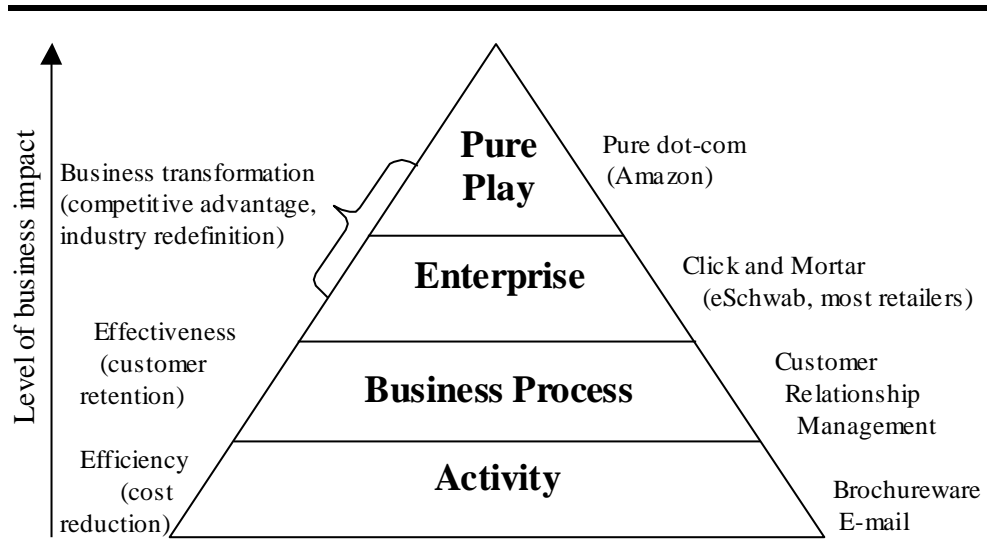 Level of business impact
Business transformation
(competitive advantage,
industry redefinition)
Pure
Play
Pure dot-com
(Amazon)
Enterprise
Click and Mortar
(eSchwab, most retailers)
Effectiveness
(customer
retention)
Business Process
Customer
Relationship
Management
Efficiency
(cost
reduction)
Activity
Brochureware
E-mail